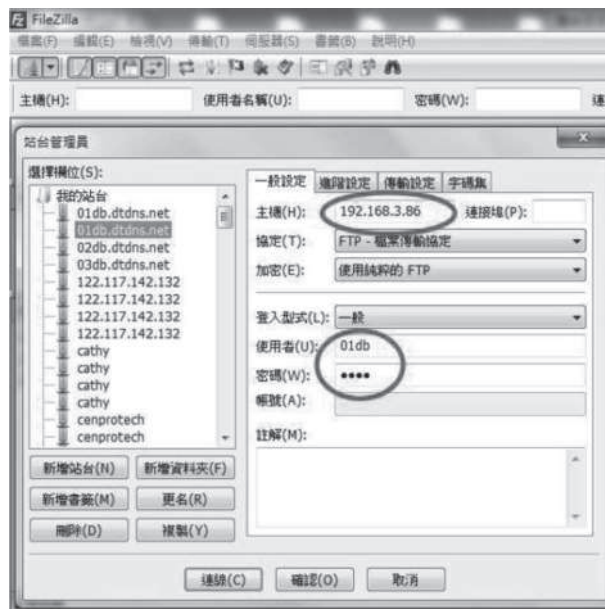 FileZilla
檔案(F) 編輯(E) 檢視(V) 傳輸(T) 伺服器(S) 書籤(B) 說明(H)
主機(H): 使用者名稱(U): 密碼(W): 連
站台管理員
選擇欄位(S):
我的站台
01db.dtdns.net
01db.dtdns.net
02db.dtdns.net
03db.dtdns.net
122.117.142.132
122.117.142.132
122.117.142.132
122.117.142.132
cathy
cathy
cathy
cathy
cenprotech
cenprotech
新增站台(N) 新增資料夾(F)
新增書籤(M) 更名(R)
刪除(D) 複製(Y)
一般設定 進階設定 傳輸設定 字碼集
主機(H): 192.168.3.86 連接埠(P):
協定(T): FTP - 檔案傳輸協定
加密(E): 使用純粹的 FTP
登入型式(L): 一般
使用者(U): 01db
密碼(W): ●●●●
帳號(A):
註解(M):
連線(C) 確認(O) 取消